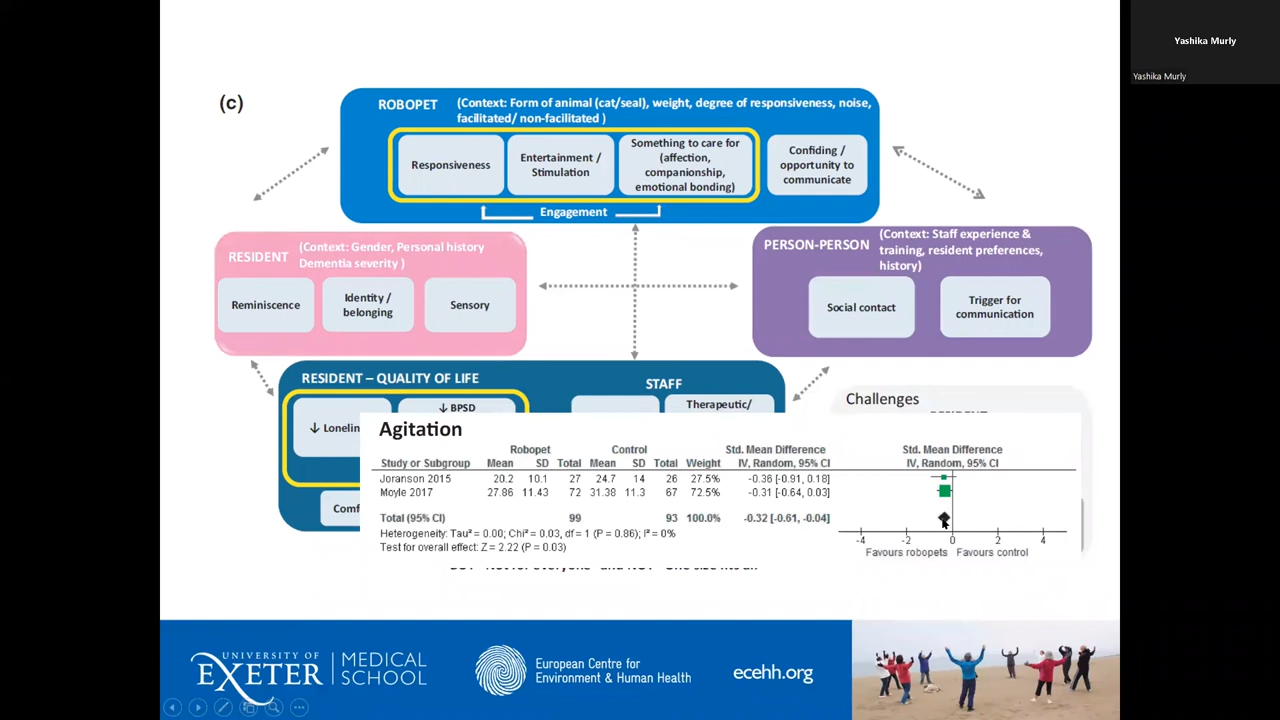 Yashika Murly
Yashika Murly
(c)
ROBOPET
(Context: Form of animal (cat/seal), weight, degree of responsiveness, noise,
facilitated/ non-facilitated )
Responsiveness
Entertainment /
Stimulation
Something to care for
(affection,
companionship,
emotional bonding)
Confiding /
opportunity to
communicate
Engagement
RESIDENT
(Context: Gender, Personal history
Dementia severity )
Reminiscence
Identity /
belonging
Sensory
PERSON-PERSON
(Context: Staff experience &
training, resident preferences,
history)
Social contact
Trigger for
communication
RESIDENT – QUALITY OF LIFE
STAFF
↓ BPSD
Therapeutic/
Challenges
Agitation
Robopet Control Std. Mean Difference Std. Mean Difference
Study or Subgroup Mean SD Total Mean SD Total Weight IV, Random, 95% CI IV, Random, 95% CI
Joranson 2015 20.2 10.1 27 24.7 14 26 27.5% -0.36 [-0.91, 0.18]
Moyle 2017 27.86 11.43 72 31.38 11.3 67 72.5% -0.31 [-0.64, 0.03]
Total (95% CI) 99 93 100.0% -0.32 [-0.61, -0.04]
Heterogeneity: Tau² = 0.00; Chi² = 0.03, df = 1 (P = 0.86); I² = 0%
Test for overall effect: Z = 2.22 (P = 0.03)
-4 -2 0 2 4
Favours robopets Favours control
UNIVERSITY OF
EXETER
MEDICAL
SCHOOL
European Centre for
Environment & Human Health
ecehh.org